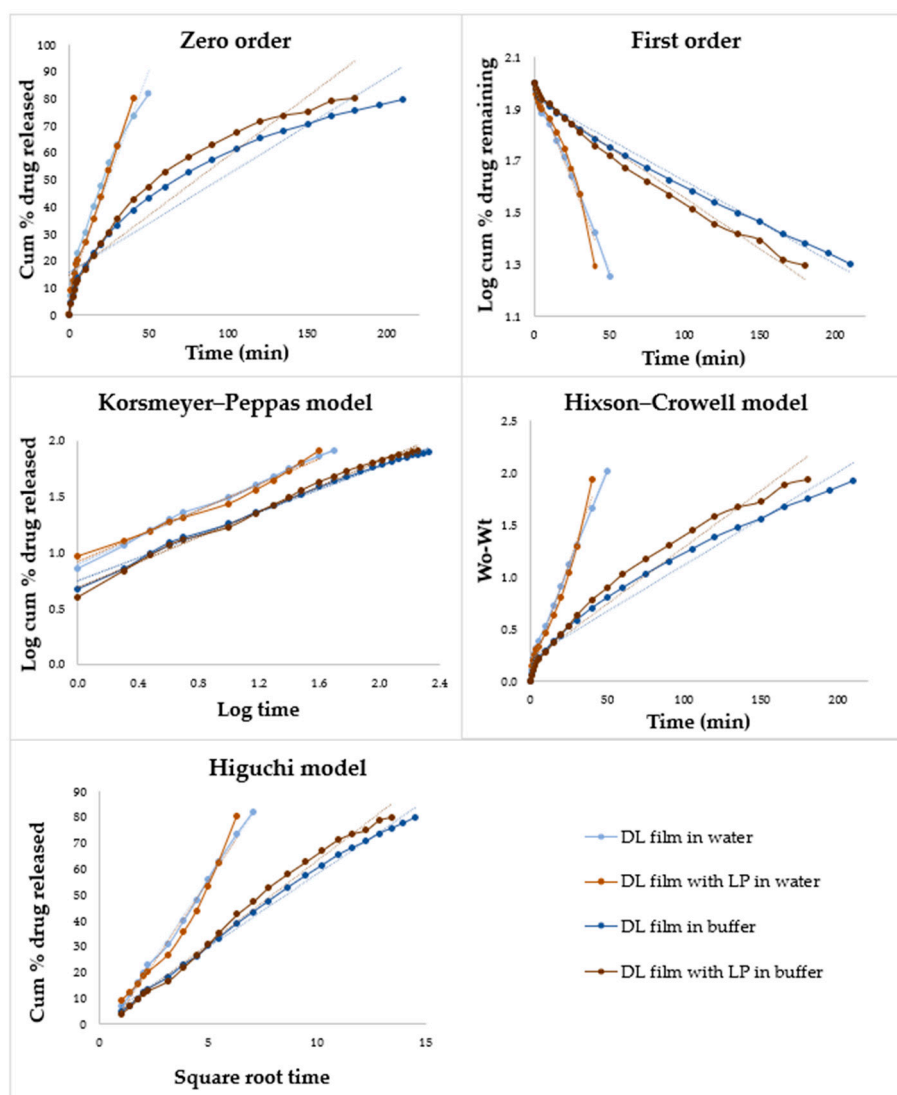 Zero order
Cum % drug released
100
90
80
70
60
50
40
30
20
10
0
0 50 100 150 200
Time (min)
First order
Log cum % drug remaining
2.1
1.9
1.7
1.5
1.3
1.1
0 50 100 150 200
Time (min)
Korsmeyer–Peppas model
Log cum % drug released
2.0
1.5
1.0
0.5
0.0
0.0 0.4 0.8 1.2 1.6 2.0 2.4
Log time
Hixson–Crowell model
Wo-Wt
2.5
2.0
1.5
1.0
0.5
0.0
0 50 100 150 200
Time (min)
Higuchi model
Cum % drug released
90
80
70
60
50
40
30
20
10
0
0 5 10 15
Square root time
DL film in water
DL film with LP in water
DL film in buffer
DL film with LP in buffer